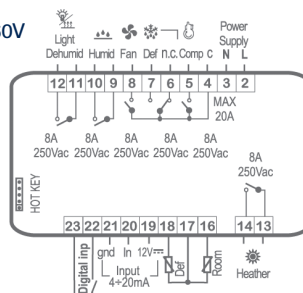 30V
Light
Dehumid Humid Fan Def n.c. Comp c
Power
Supply
N L
12 11 10 9 8 7 6 5 4 3 2
MAX
20A
8A
250Vac
8A
250Vac
8A
250Vac
8A
250Vac
8A
250Vac
8A
250Vac
HOT KEY
23 22 21 20 19 18 17 16 14 13
Digital inp
gnd In 12V
Input
4÷20mA
Def
Room
Heather